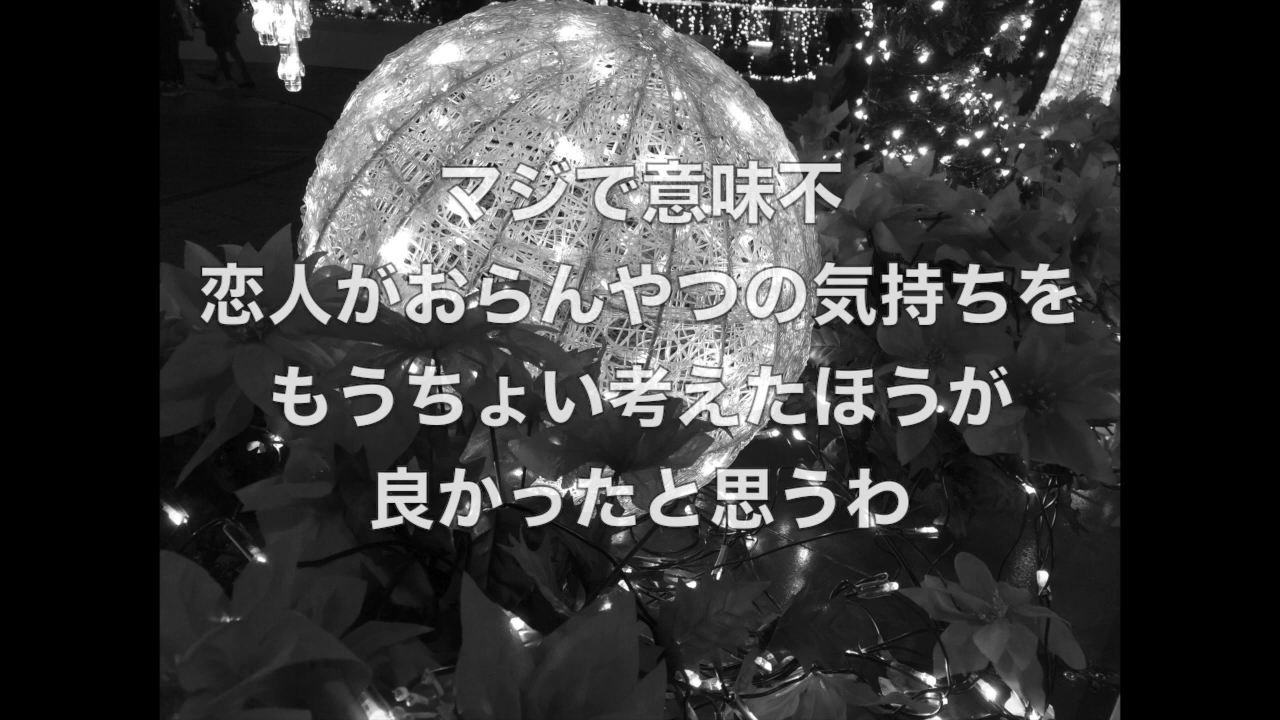 マジで意味不
恋人がおらんやつの気持ちを
もうちょい考えたほうが
良かったと思うわ